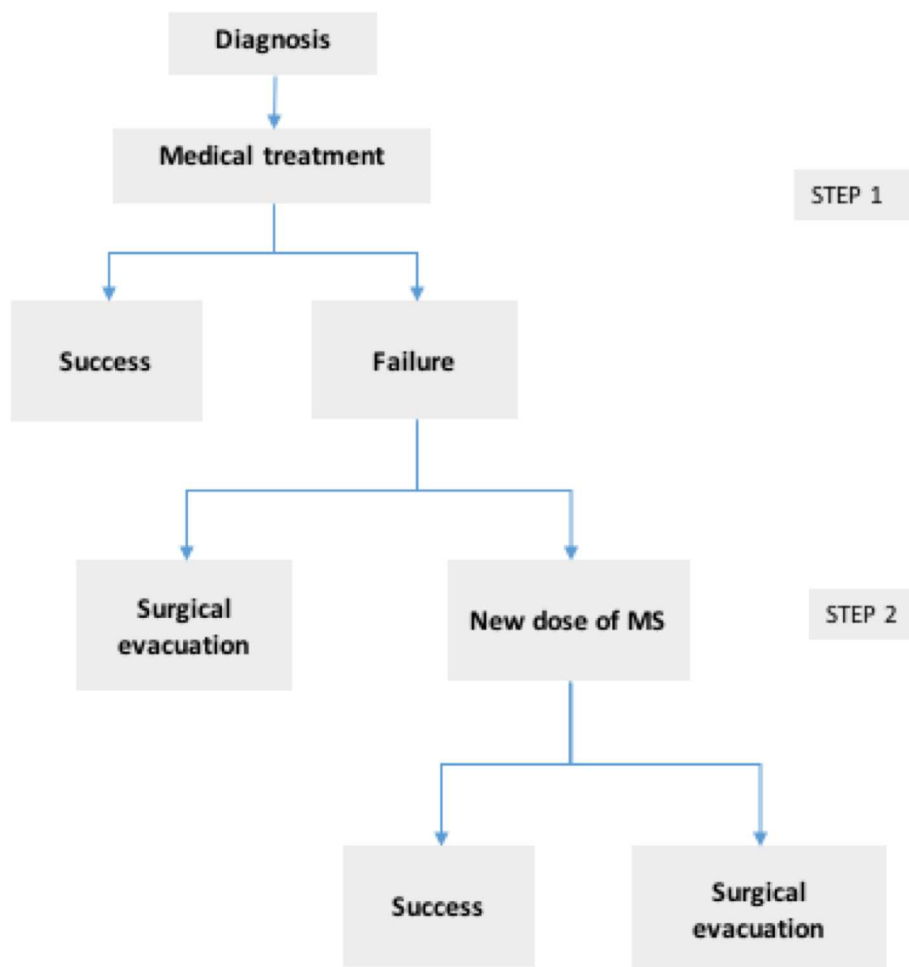 Diagnosis
Medical treatment
STEP 1
Success
Failure
Surgical
evacuation
New dose of MS
STEP 2
Success
Surgical
evacuation